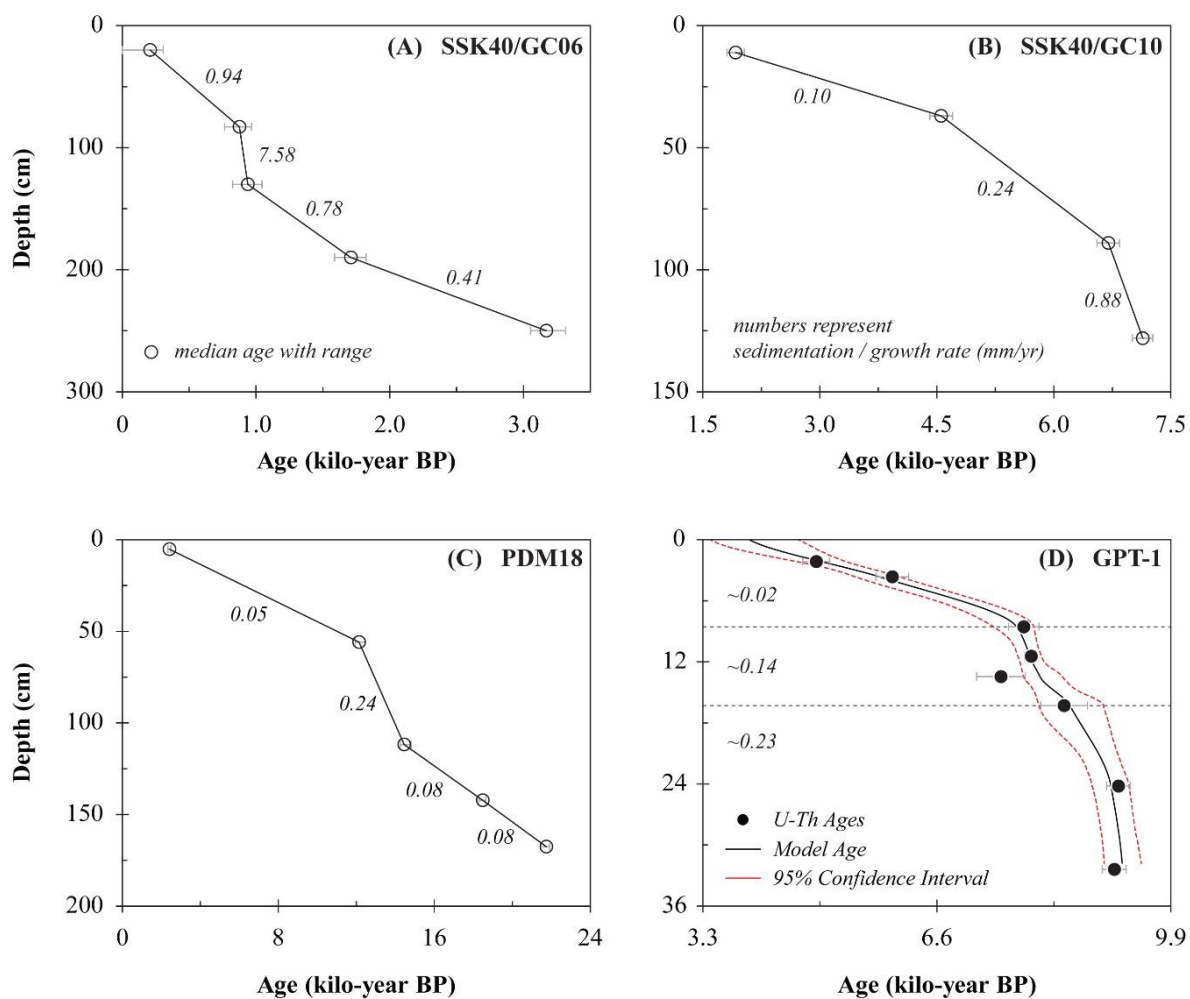 (A) SSK40/GC06
0
100
200
300
Depth (cm)
0.94
7.58
0.78
0.41
median age with range
0
1.0
2.0
3.0
Age (kilo-year BP)
(B) SSK40/GC10
0
50
100
150
0.10
0.24
0.88
numbers represent
sedimentation / growth rate (mm/yr)
1.5
3.0
4.5
6.0
7.5
Age (kilo-year BP)
(C) PDM18
0
50
100
150
200
Depth (cm)
0.05
0.24
0.08
0.08
0
8
16
24
Age (kilo-year BP)
(D) GPT-1
0
12
24
36
~0.02
~0.14
~0.23
U-Th Ages
Model Age
95% Confidence Interval
3.3
6.6
9.9
Age (kilo-year BP)